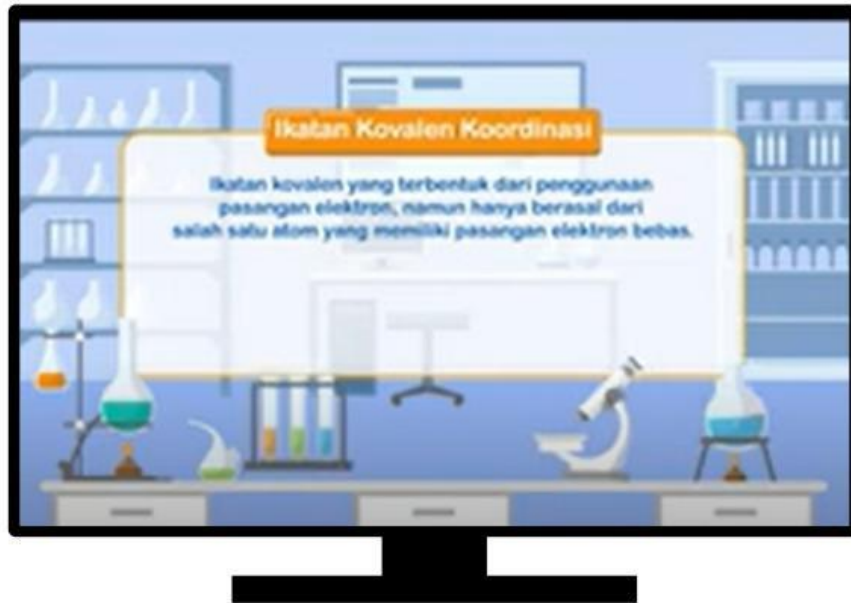 Ikatan Kovalen Koordinasi
Ikatan kovalen yang terbentuk dari penggunaan
pasangan elektron, namun hanya berasal dari
salah satu atom yang memiliki pasangan elektron bebas.